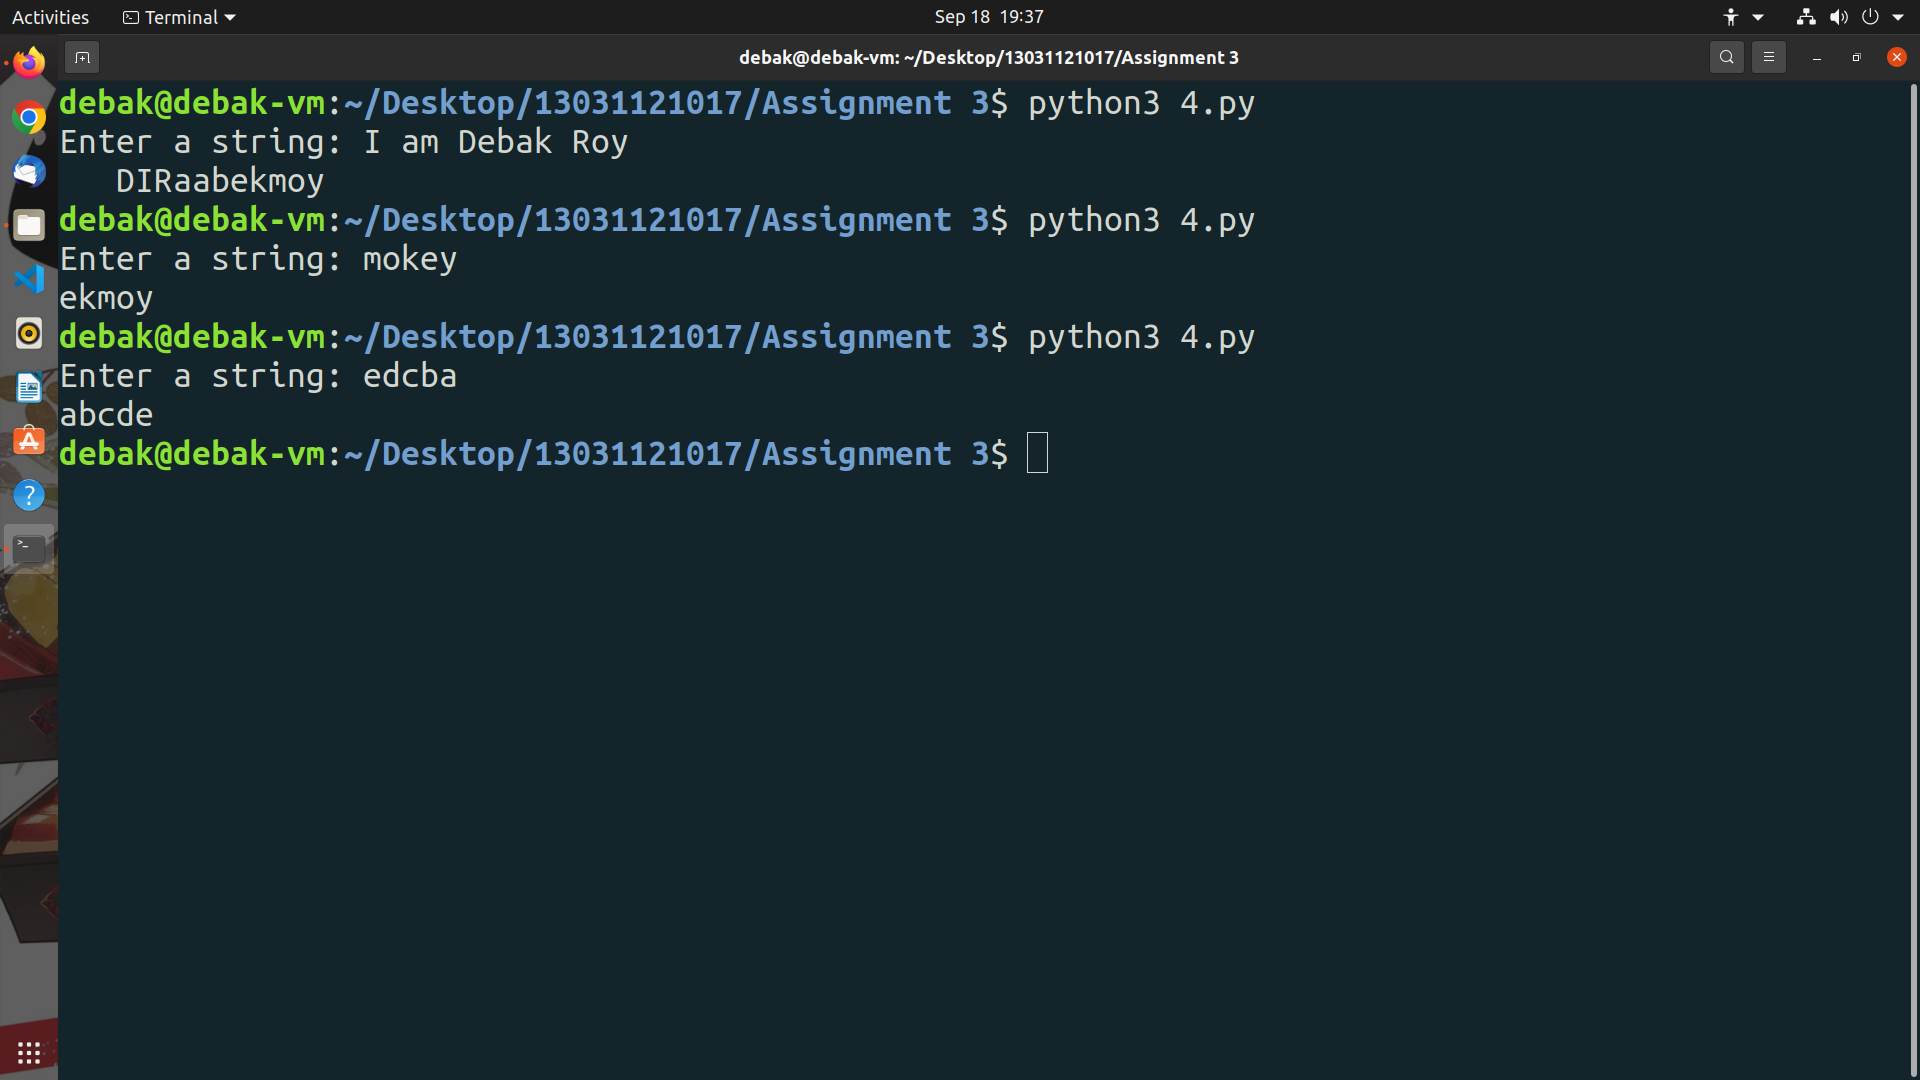 Activities Terminal Sep 18 19:37
debak@debak-vm: ~/Desktop/13031121017/Assignment 3
debak@debak-vm:~/Desktop/13031121017/Assignment 3$ python3 4.py
Enter a string: I am Debak Roy
   DIRaabekmoy
debak@debak-vm:~/Desktop/13031121017/Assignment 3$ python3 4.py
Enter a string: mokey
ekmoy
debak@debak-vm:~/Desktop/13031121017/Assignment 3$ python3 4.py
Enter a string: edcba
abcde
debak@debak-vm:~/Desktop/13031121017/Assignment 3$